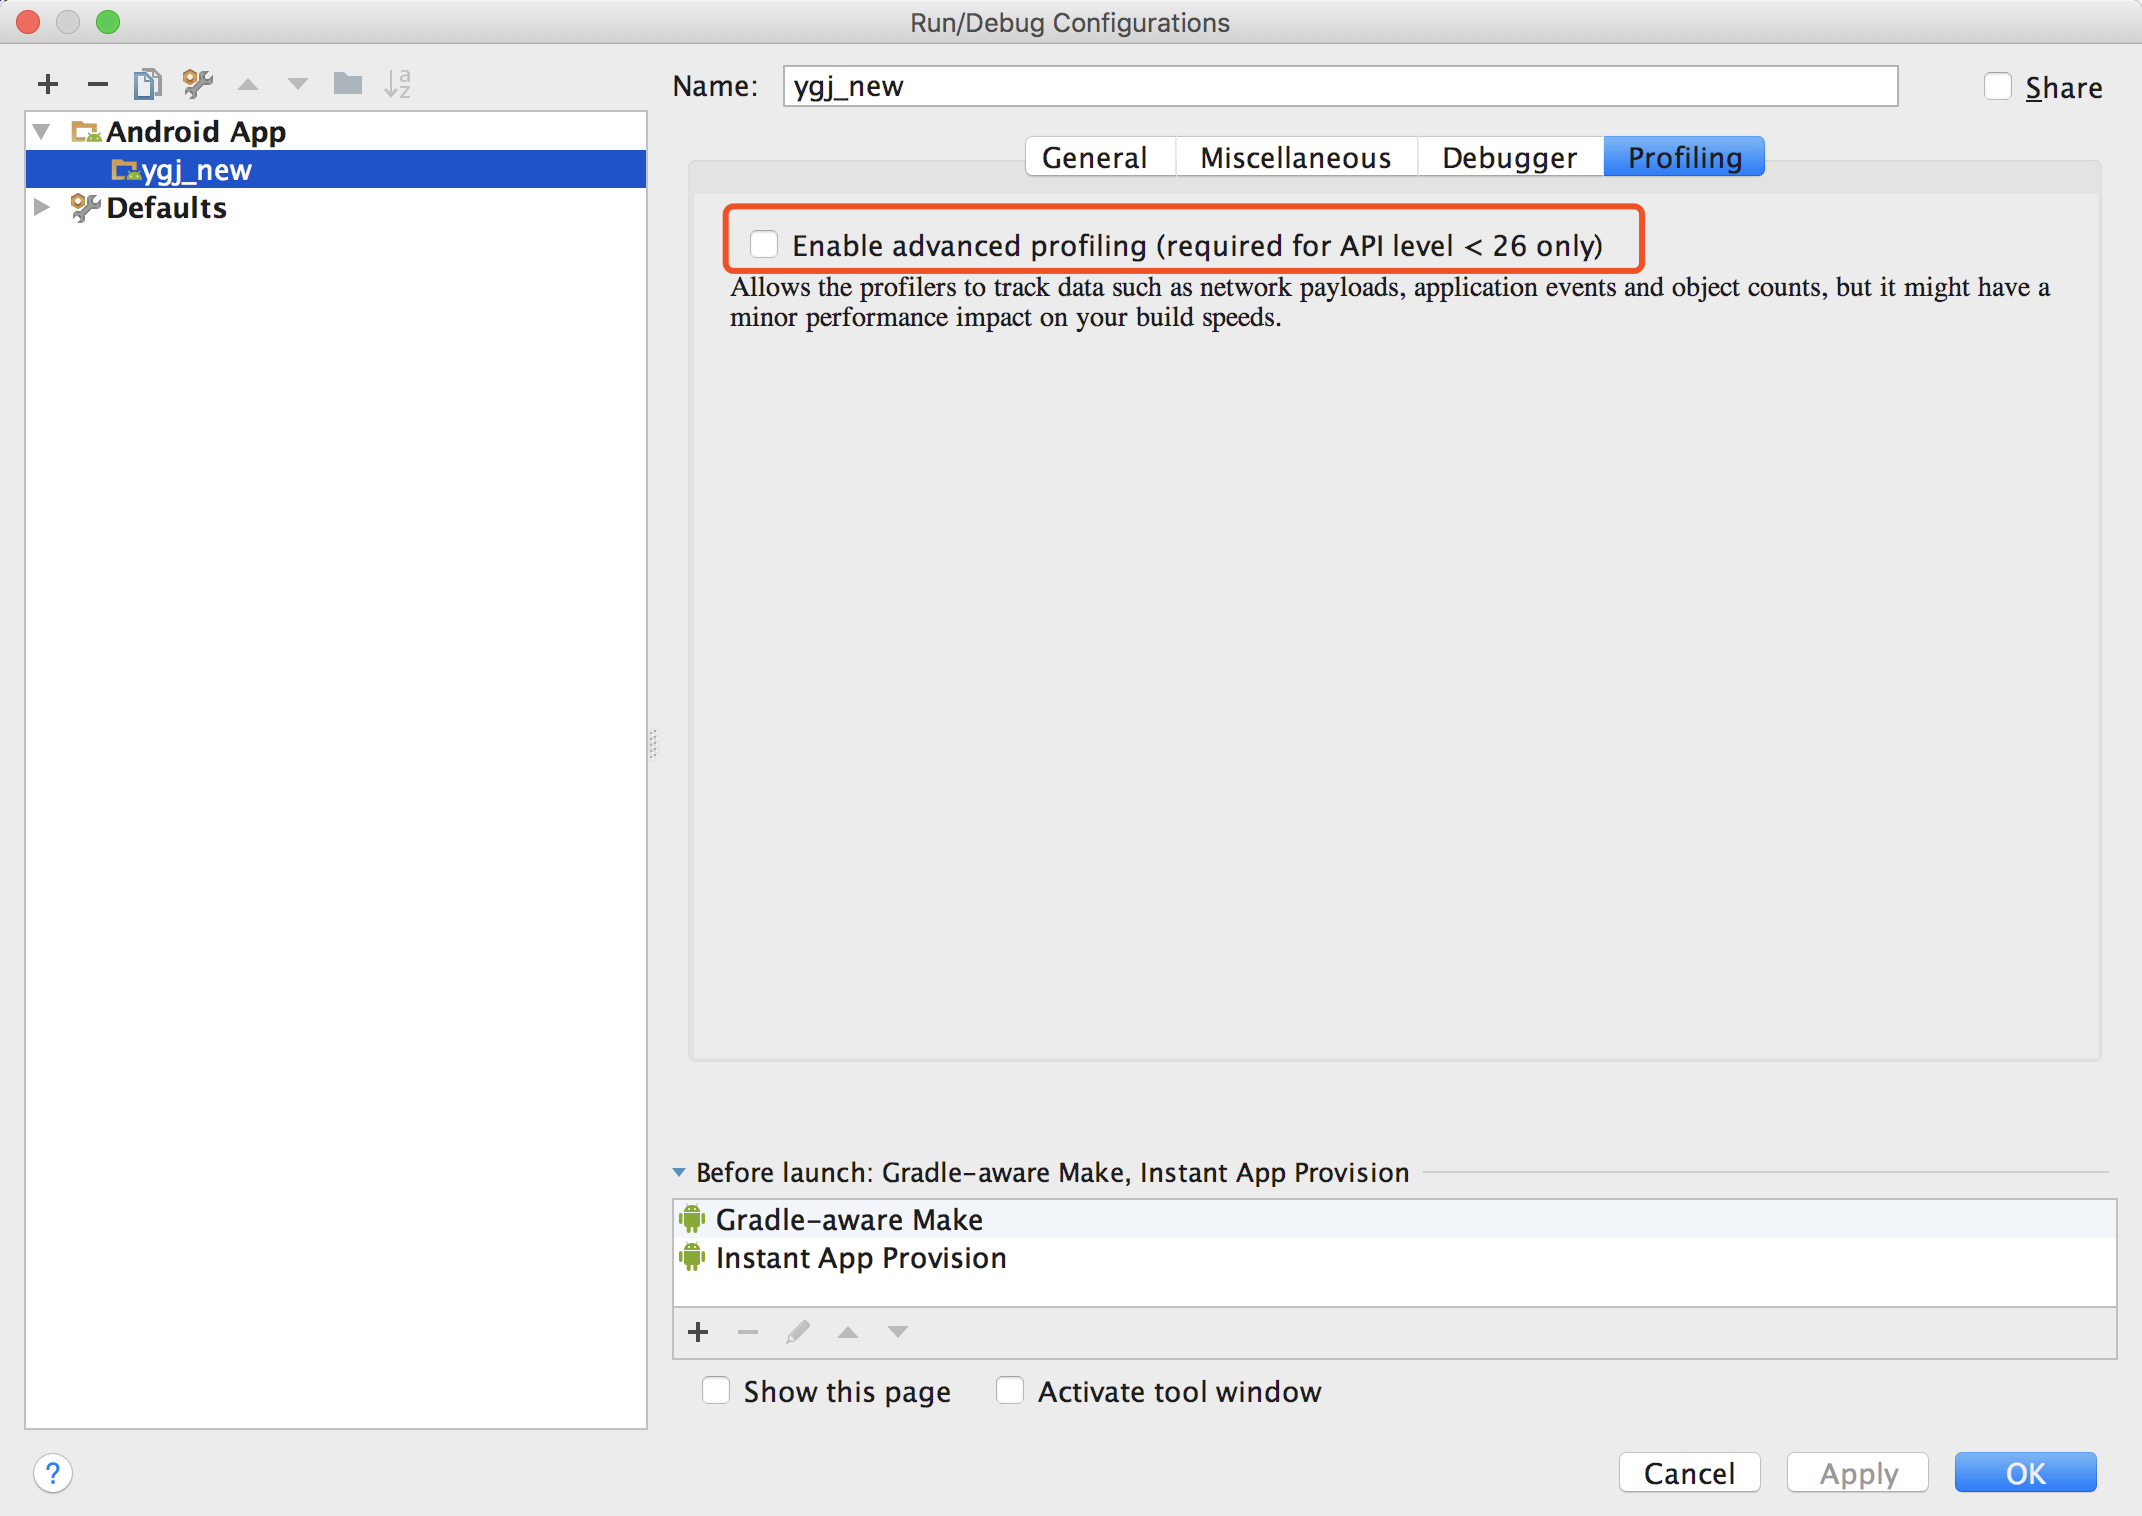 Run/Debug Configurations
Name: ygj_new
Share
Android App
ygj_new
Defaults
General Miscellaneous Debugger Profiling
Enable advanced profiling (required for API level < 26 only)
Allows the profilers to track data such as network payloads, application events and object counts, but it might have a
minor performance impact on your build speeds.
Before launch: Gradle-aware Make, Instant App Provision
Gradle-aware Make
Instant App Provision
Show this page Activate tool window
? Cancel Apply OK